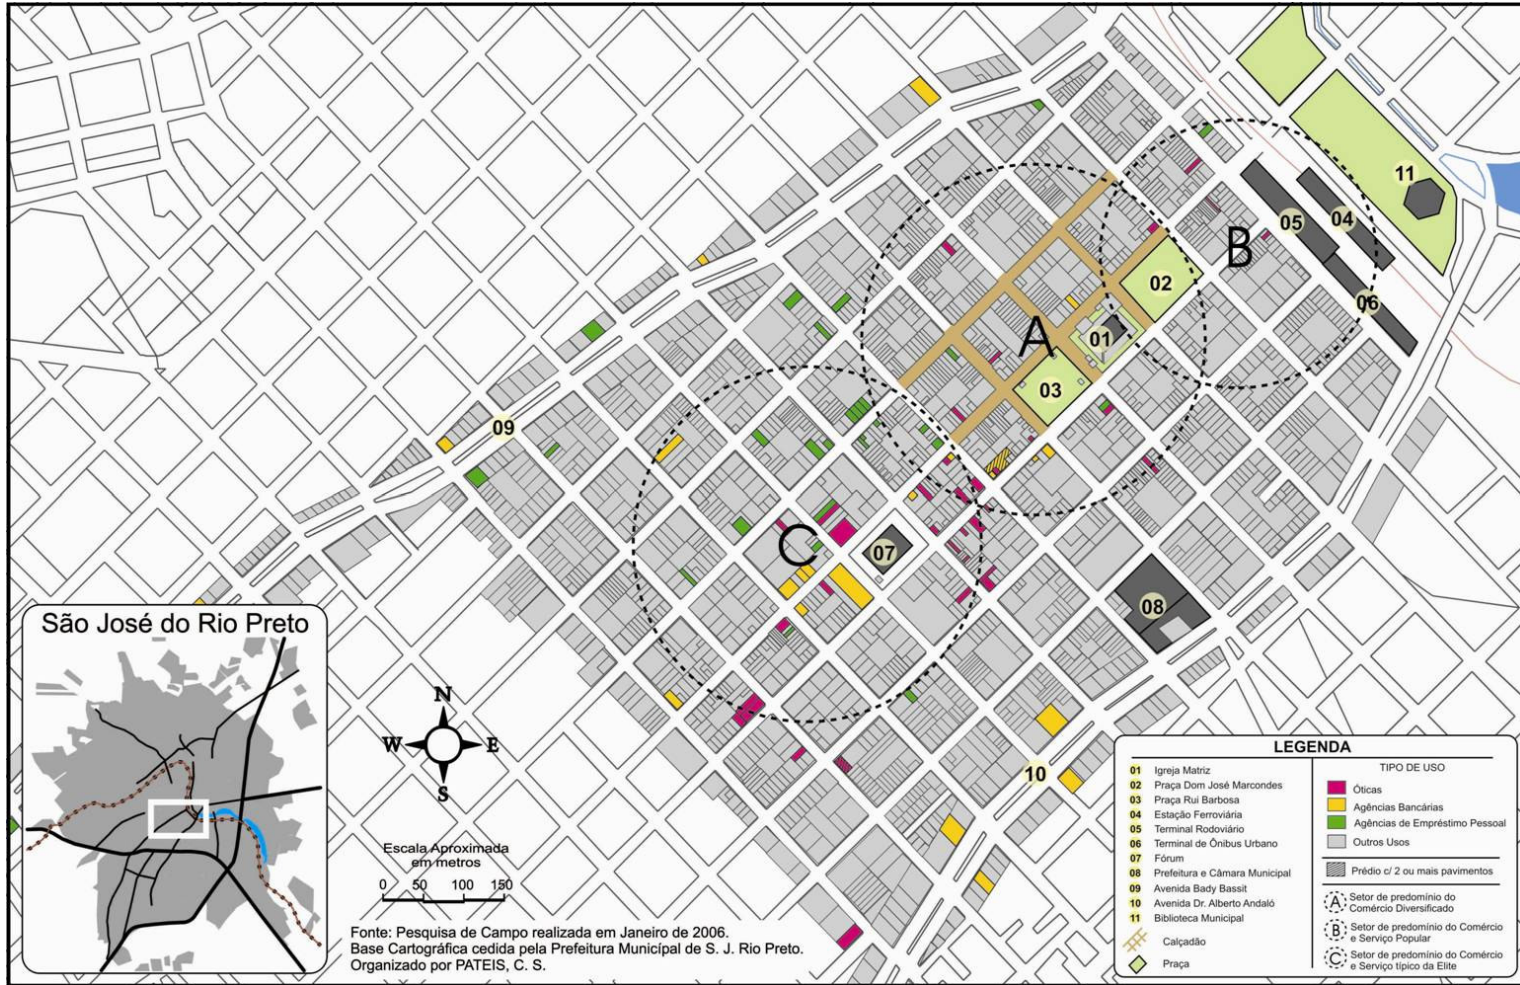 11
05
04
B
02
06
A
01
03
09
C
07
08
São José do Rio Preto
N
W
E
S
10
Escala Aproximada
em metros
0 50 100 150
Fonte: Pesquisa de Campo realizada em Janeiro de 2006.
Base Cartográfica cedida pela Prefeitura Municípal de S. J. Rio Preto.
Organizado por PATEIS, C. S.
LEGENDA
01 Igreja Matriz
02 Praça Dom José Marcondes
03 Praça Rui Barbosa
04 Estação Ferroviária
05 Terminal Rodoviário
06 Terminal de Ônibus Urbano
07 Fórum
08 Prefeitura e Câmara Municipal
09 Avenida Bady Bassit
10 Avenida Dr. Alberto Andaló
11 Biblioteca Municipal
Calçadão
Praça
TIPO DE USO
Óticas
Agências Bancárias
Agências de Empréstimo Pessoal
Outros Usos
Prédio c/ 2 ou mais pavimentos
A Setor de predomínio do
Comércio Diversificado
B Setor de predomínio do Comércio
e Serviço Popular
C Setor de predomínio do Comércio
e Serviço típico da Elite